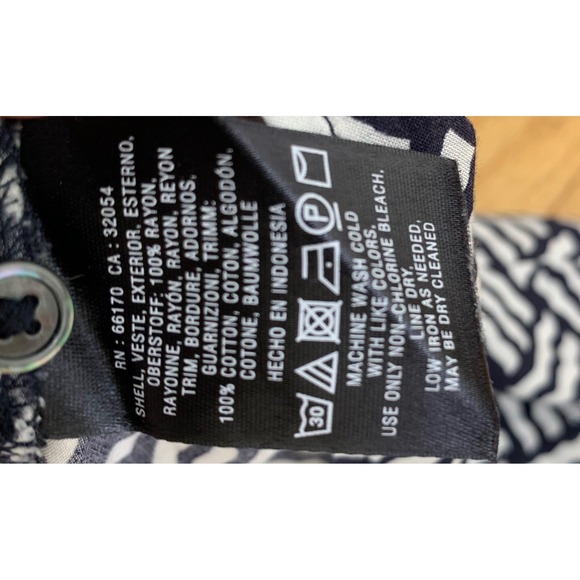 RN : 66170 CA : 32054
SHELL, VESTE, EXTERIOR, ESTERNO,
OBERSTOFF: 100% RAYON,
RAYONNE, RAYÓN, RAYON, REYON
TRIM, BORDURE, ADORNOS,
GUARNIZIONI, TRIMM:
100% COTTON, COTON, ALGODÓN,
COTONE, BAUMWOLLE
HECHO EN INDONESIA
30 P
MACHINE WASH COLD
WITH LIKE COLORS.
USE ONLY NON-CHLORINE BLEACH.
LINE DRY.
LOW IRON AS NEEDED.
MAY BE DRY CLEANED